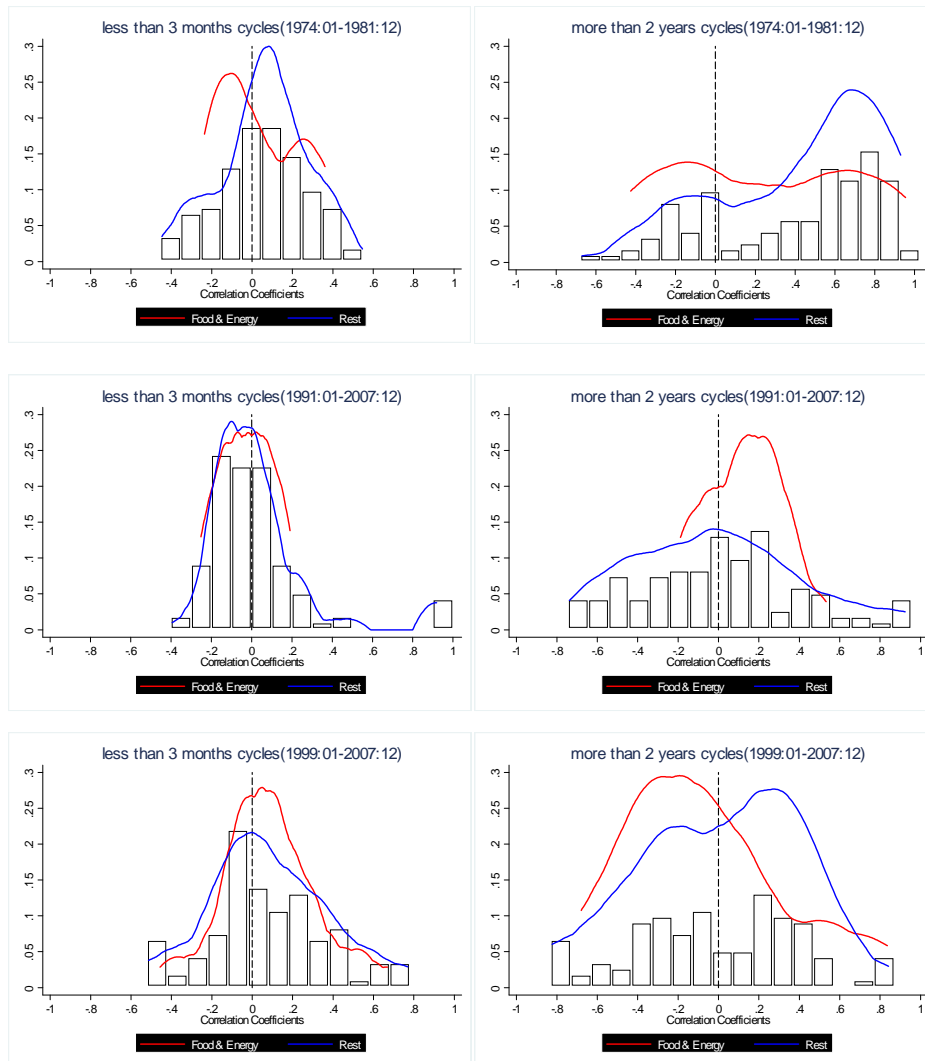 less than 3 months cycles(1974:01-1981:12)
.3
.25
.2
.15
.1
.05
0
-1 -.8 -.6 -.4 -.2 0 .2 .4 .6 .8 1
Correlation Coefficients
Food & Energy Rest
more than 2 years cycles(1974:01-1981:12)
.3
.25
.2
.15
.1
.05
0
-1 -.8 -.6 -.4 -.2 0 .2 .4 .6 .8 1
Correlation Coefficients
Food & Energy Rest
less than 3 months cycles(1991:01-2007:12)
.3
.25
.2
.15
.1
.05
0
-1 -.8 -.6 -.4 -.2 0 .2 .4 .6 .8 1
Correlation Coefficients
Food & Energy Rest
more than 2 years cycles(1991:01-2007:12)
.3
.25
.2
.15
.1
.05
0
-1 -.8 -.6 -.4 -.2 0 .2 .4 .6 .8 1
Correlation Coefficients
Food & Energy Rest
less than 3 months cycles(1999:01-2007:12)
.3
.25
.2
.15
.1
.05
0
-1 -.8 -.6 -.4 -.2 0 .2 .4 .6 .8 1
Correlation Coefficients
Food & Energy Rest
more than 2 years cycles(1999:01-2007:12)
.3
.25
.2
.15
.1
.05
0
-1 -.8 -.6 -.4 -.2 0 .2 .4 .6 .8 1
Correlation Coefficients
Food & Energy Rest